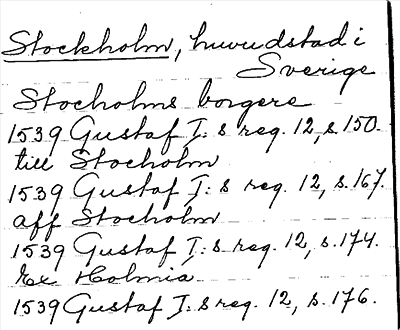 Stockholm, huvudstad i
Sverige
Stocholms borgere
1539 Gustaf I: s reg. 12, s. 150.
till Stocholm
1539 Gustaf I: s reg. 12, s. 167.
aff Stocholm
1539 Gustaf I: s reg. 12, s. 174.
Ex Holmia
1539 Gustaf I: s reg. 12, s. 176.